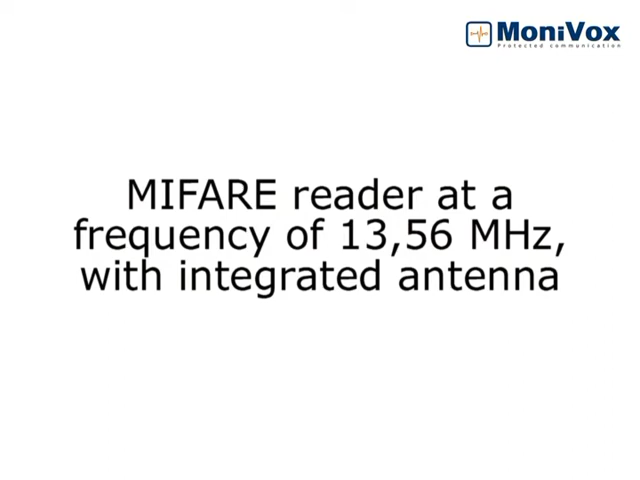 MoniVox
Protected communication
MIFARE reader at a
frequency of 13,56 MHz,
with integrated antenna